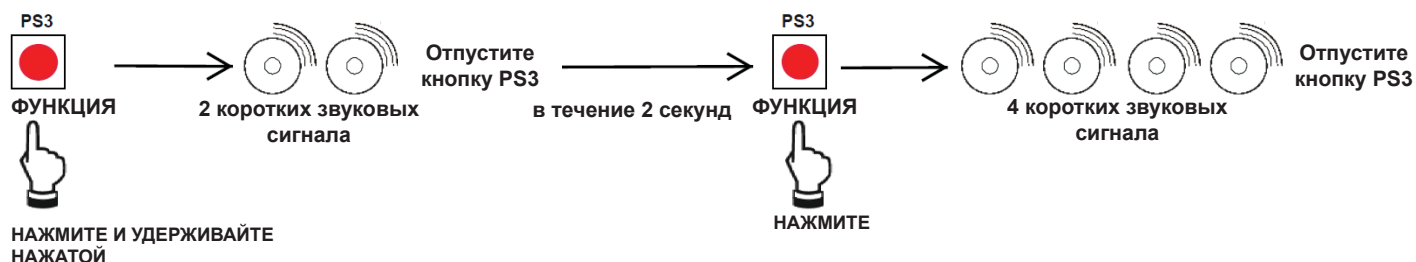 PS3
ФУНКЦИЯ
НАЖМИТЕ И УДЕРЖИВАЙТЕ
НАЖАТОЙ
2 коротких звуковых
сигнала
Отпустите
кнопку PS3
в течение 2 секунд
PS3
ФУНКЦИЯ
НАЖМИТЕ
4 коротких звуковых
сигнала
Отпустите
кнопку PS3